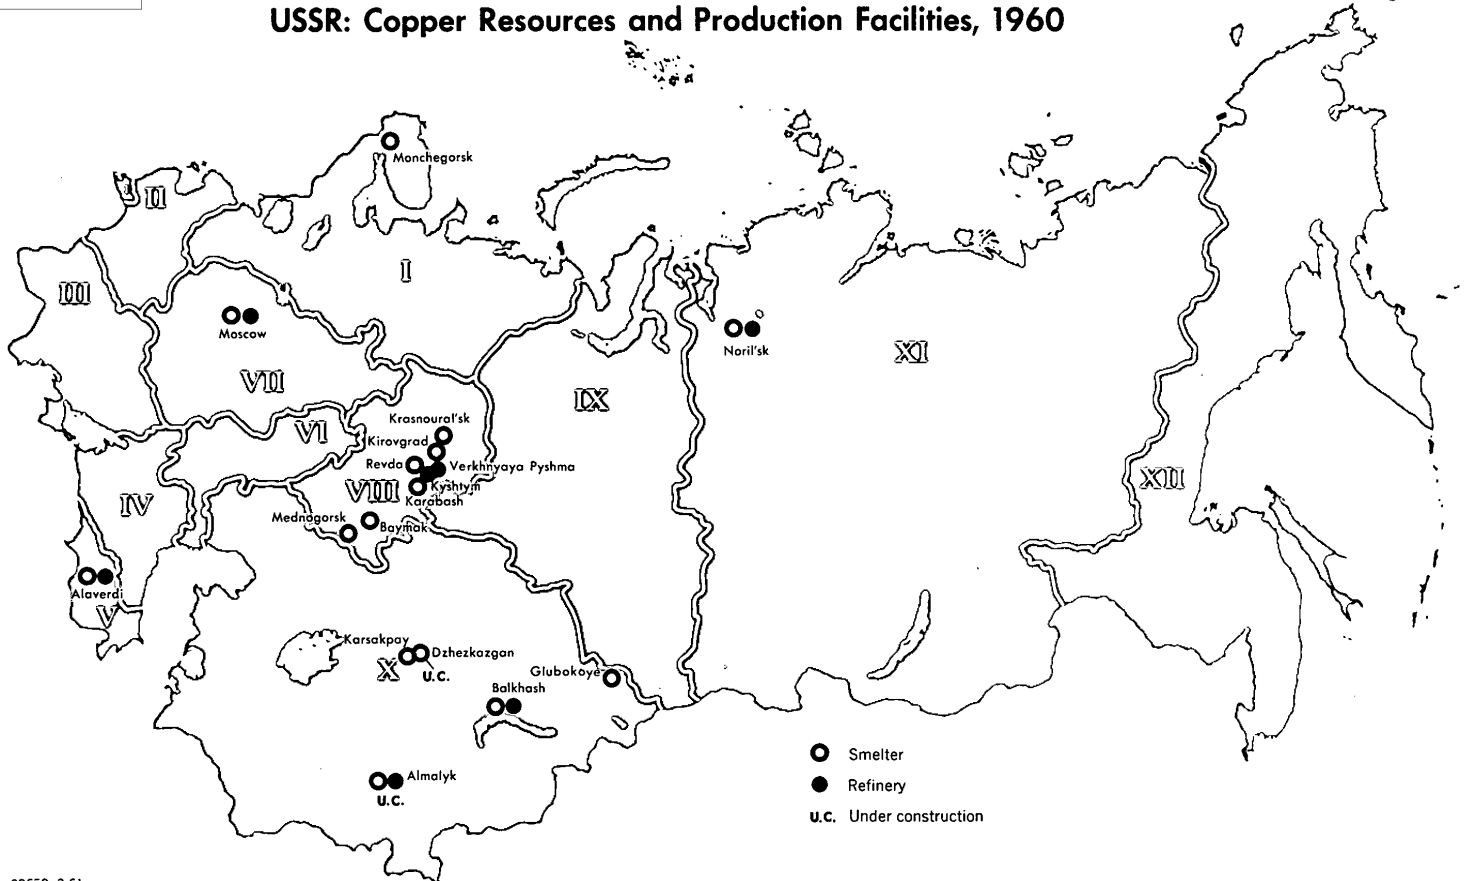 USSR: Copper Resources and Production Facilities, 1960
Monchegorsk
II
I
III
Moscow
Noril'sk
XI
VII
IX
Krasnoural'sk
VI
Kirovgrad
Revda
Verkhnyaya Pyshma
XII
VIII
Kyshtym
Karabash
IV
Mednogorsk
Baymak
Alaverdi
V
Karsakpay
Dzhezkazgan
X
U.C.
Glubokoye
Balkhash
Almalyk
U.C.
Smelter
Refinery
U.C. Under construction